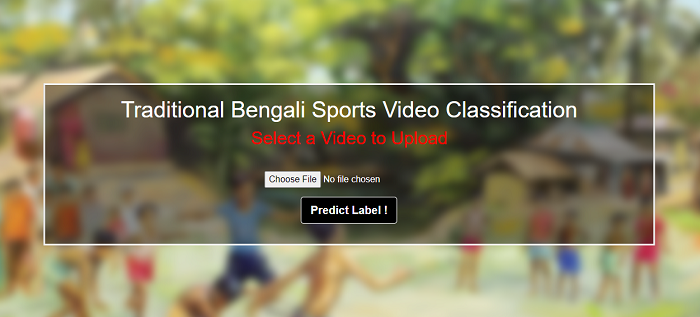 Traditional Bengali Sports Video Classification
Select a Video to Upload
Choose File No file chosen
Predict Label !